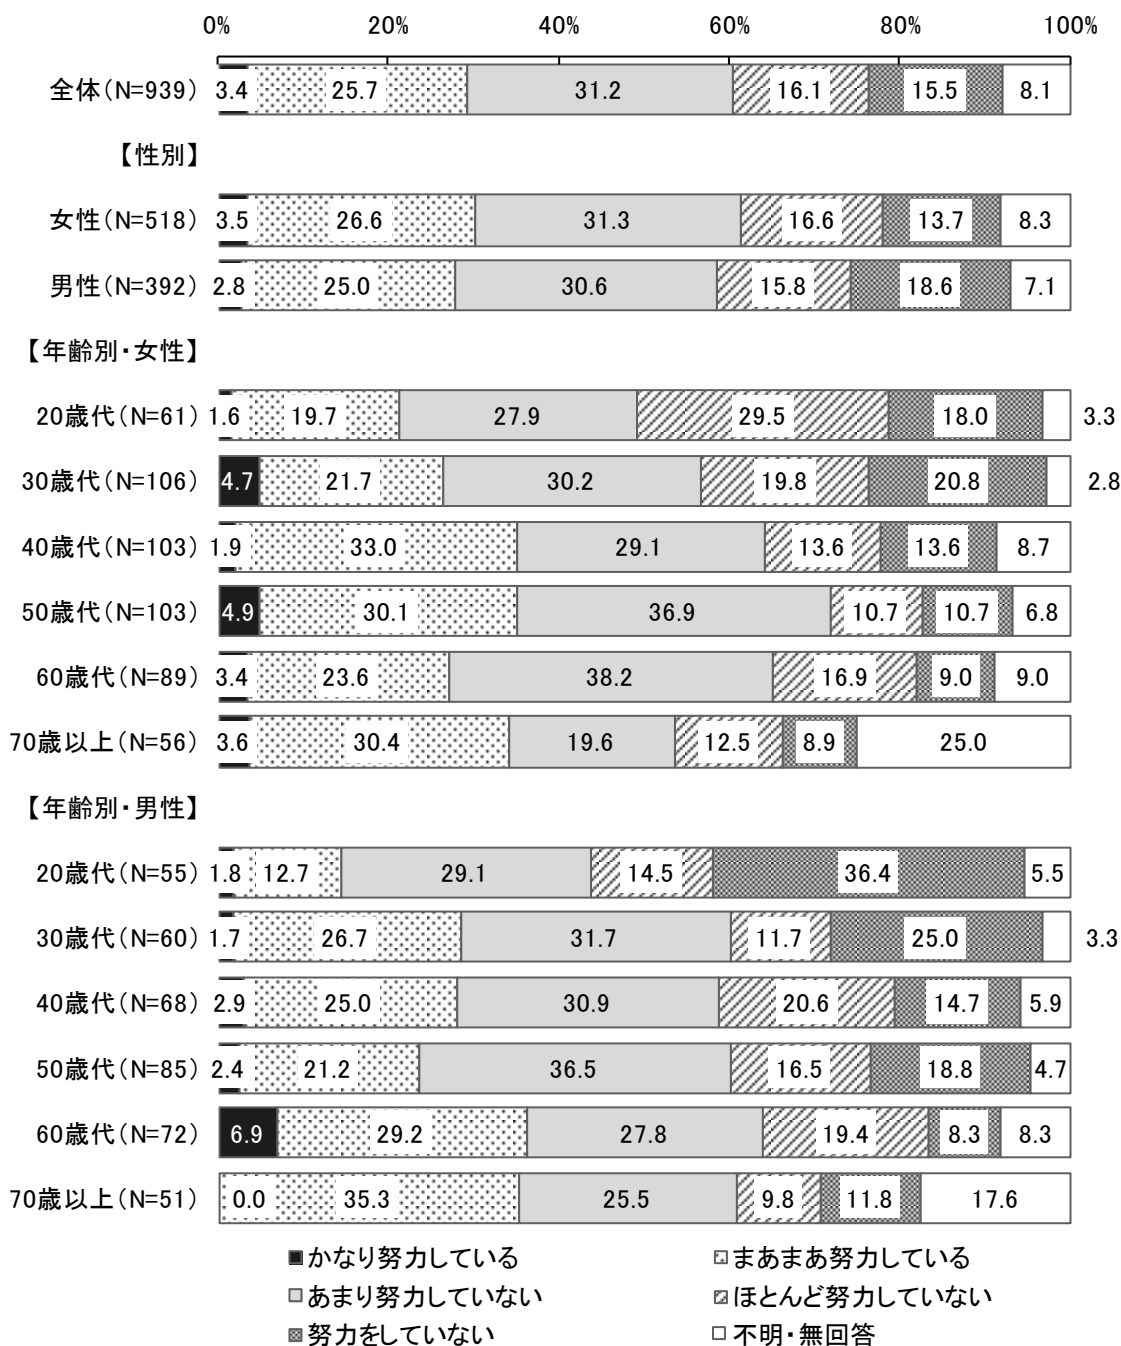 0% 20% 40% 60% 80% 100%
全体(N=939) 3.4 25.7 31.2 16.1 15.5 8.1
【性別】
女性(N=518) 3.5 26.6 31.3 16.6 13.7 8.3
男性(N=392) 2.8 25.0 30.6 15.8 18.6 7.1
【年齢別・女性】
20歳代(N=61) 1.6 19.7 27.9 29.5 18.0 3.3
30歳代(N=106) 4.7 21.7 30.2 19.8 20.8 2.8
40歳代(N=103) 1.9 33.0 29.1 13.6 13.6 8.7
50歳代(N=103) 4.9 30.1 36.9 10.7 10.7 6.8
60歳代(N=89) 3.4 23.6 38.2 16.9 9.0 9.0
70歳以上(N=56) 3.6 30.4 19.6 12.5 8.9 25.0
【年齢別・男性】
20歳代(N=55) 1.8 12.7 29.1 14.5 36.4 5.5
30歳代(N=60) 1.7 26.7 31.7 11.7 25.0 3.3
40歳代(N=68) 2.9 25.0 30.9 20.6 14.7 5.9
50歳代(N=85) 2.4 21.2 36.5 16.5 18.8 4.7
60歳代(N=72) 6.9 29.2 27.8 19.4 8.3 8.3
70歳以上(N=51) 0.0 35.3 25.5 9.8 11.8 17.6
かなり努力している まあまあ努力している
あまり努力していない ほとんど努力していない
努力をしていない 不明・無回答